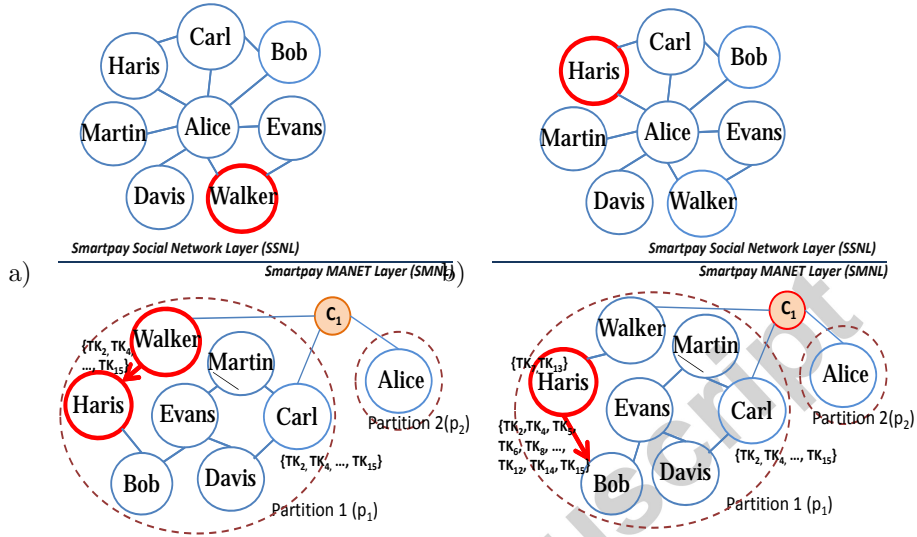 Carl
Haris
Bob
Martin
Alice
Evans
Davis
Walker
Smartpay Social Network Layer (SSNL)
a)
Smartpay MANET Layer (SMNL)
C1
Walker
{TK2, TK4,
..., TK15}
Martin
Haris
Evans
Carl
Alice
Partition 2(p2)
Bob
Davis
{TK2, TK4, ..., TK15}
Partition 1 (p1)
Carl
Haris
Bob
Martin
Alice
Evans
Davis
Walker
Smartpay Social Network Layer (SSNL)
b)
Smartpay MANET Layer (SMNL)
C1
Walker
Martin
TK13}
Haris
Evans
Carl
Alice
Partition 2(p2)
{TK2, TK4, TK5,
TK6, TK8, ...,
TK12, TK14, TK15}
Bob
Davis
{TK2, TK4, ..., TK15}
Partition 1 (p1)
uscript